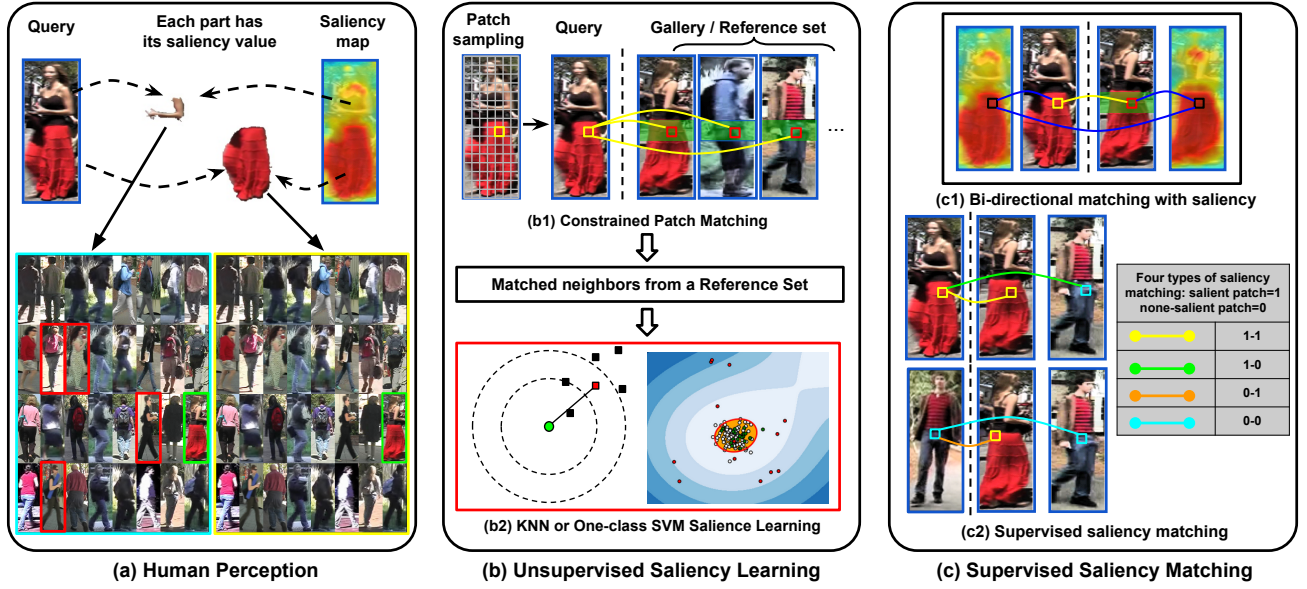 Query
Each part has
its saliency value
Saliency
map
(a) Human Perception
Patch
sampling
Query
Gallery / Reference set
...
(b1) Constrained Patch Matching
Matched neighbors from a Reference Set
(b2) KNN or One-class SVM Salience Learning
(b) Unsupervised Saliency Learning
(c1) Bi-directional matching with saliency
Four types of saliency
matching: salient patch=1
none-salient patch=0
1-1
1-0
0-1
0-0
(c2) Supervised saliency matching
(c) Supervised Saliency Matching